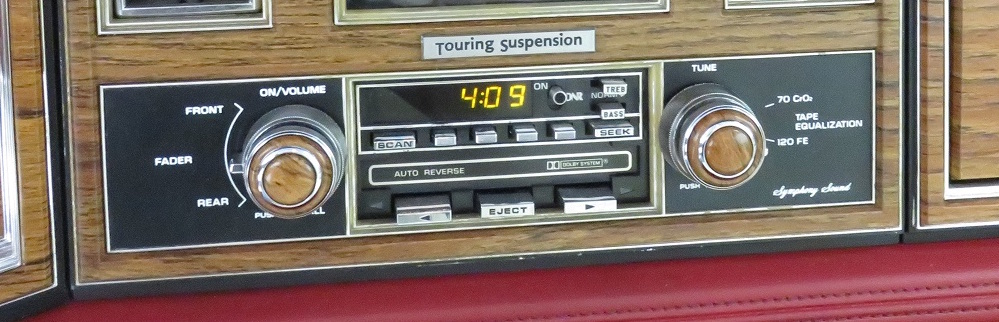 Touring Suspension
ON/VOLUME
FRONT
FADER
REAR
4:09
ON
DNR
TREB
BASS
SCAN
SEEK
DOLBY SYSTEM
AUTO REVERSE
EJECT
TUNE
70 CrO₂
TAPE
EQUALIZATION
120 FE
PUSH
Symphony Sound